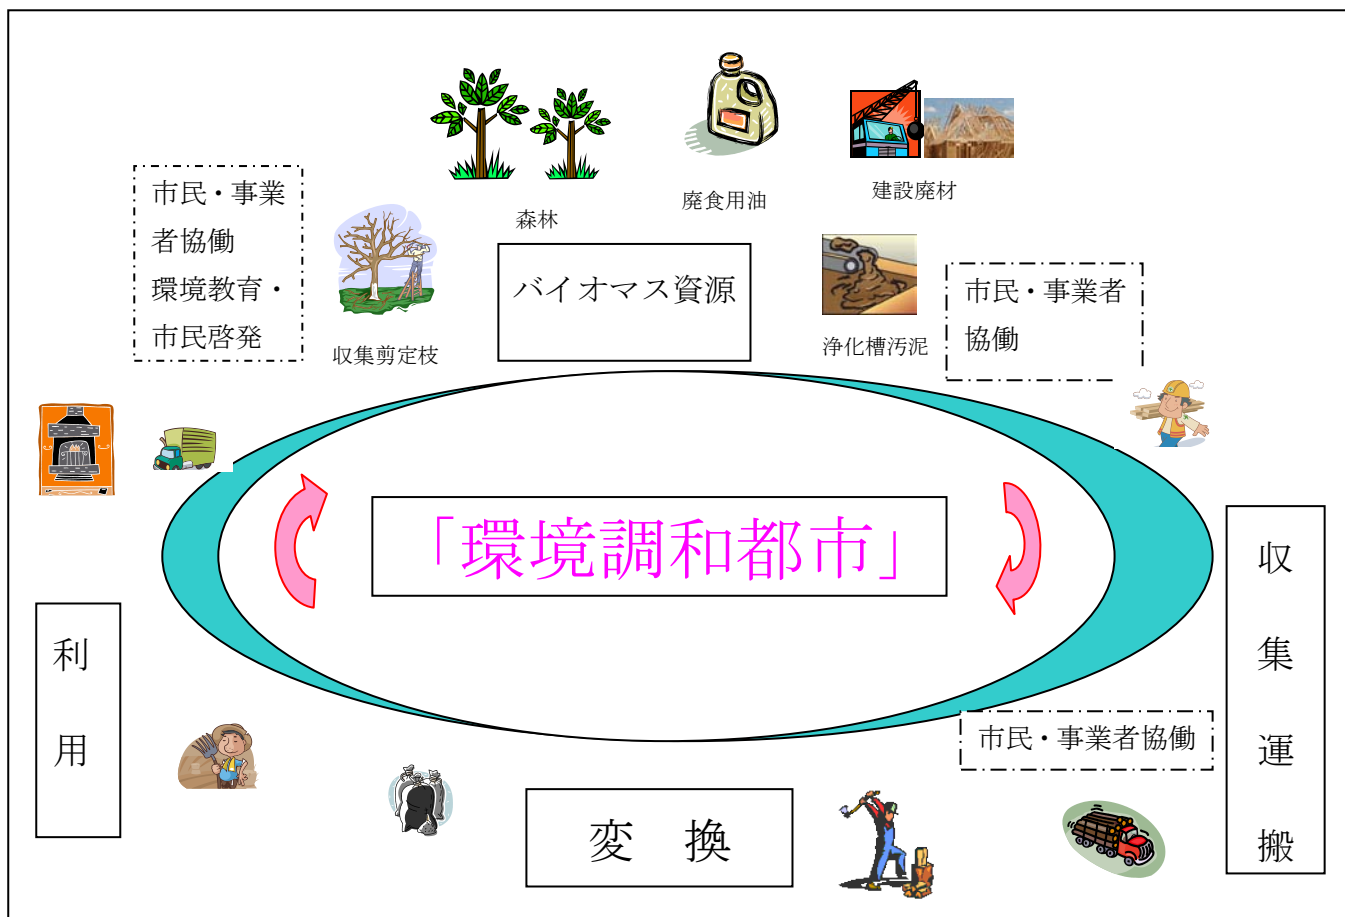 森林
廃食用油
建設廃材
市民・事業
者協働
環境教育・
市民啓発
収集剪定枝
バイオマス資源
浄化槽汚泥
市民・事業者
協働
「環境調和都市」
収集運搬
利用
市民・事業者協働
変　換